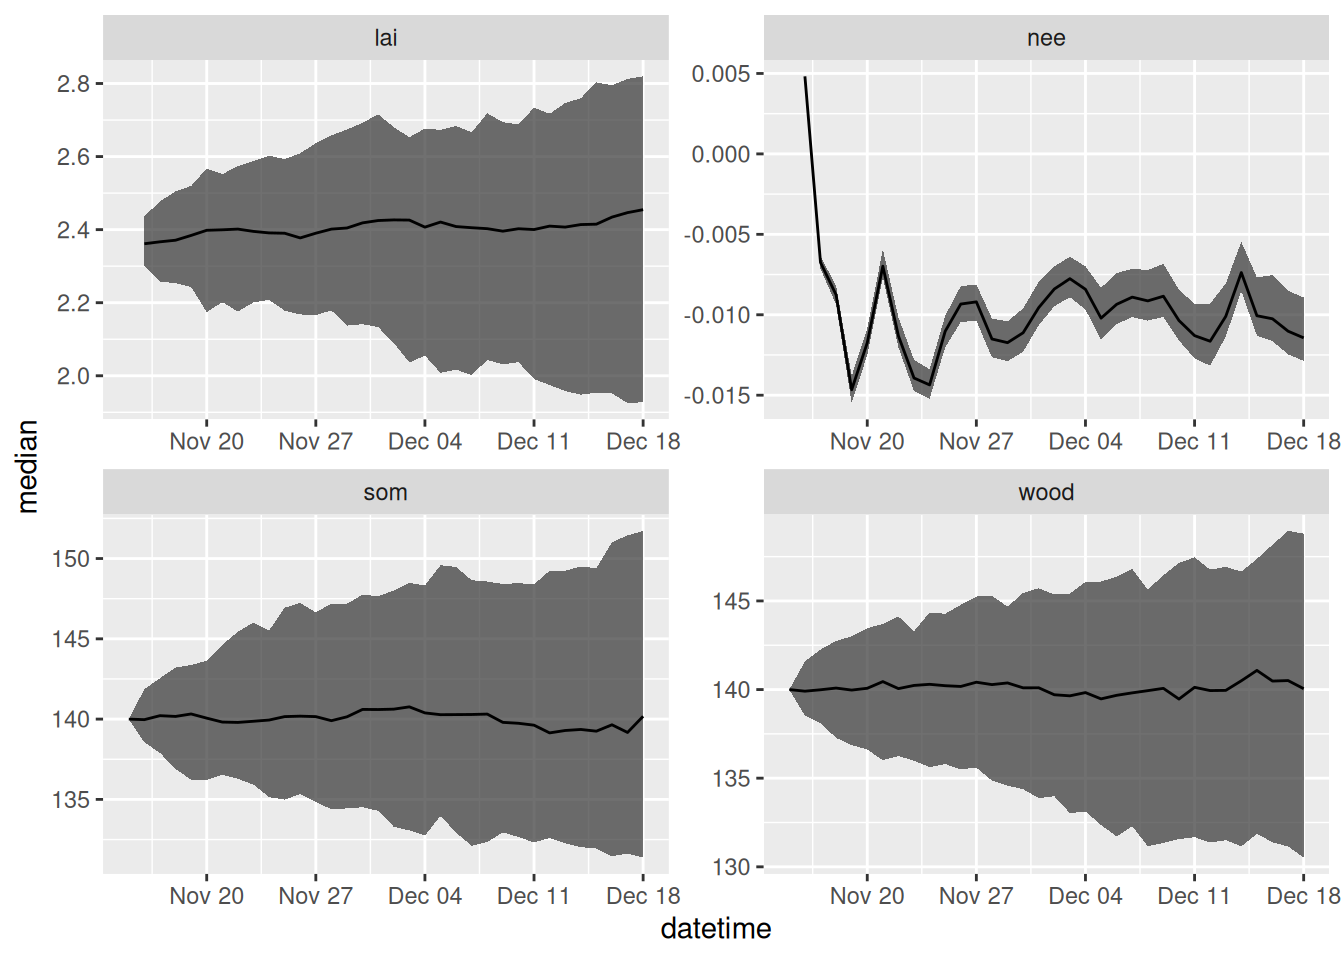 lai
2.8
2.6
2.4
2.2
2.0
Nov 20 Nov 27 Dec 04 Dec 11 Dec 18
nee
0.005
0.000
-0.005
-0.010
-0.015
Nov 20 Nov 27 Dec 04 Dec 11 Dec 18
median
som
150
145
140
135
Nov 20 Nov 27 Dec 04 Dec 11 Dec 18
wood
145
140
135
130
Nov 20 Nov 27 Dec 04 Dec 11 Dec 18
datetime